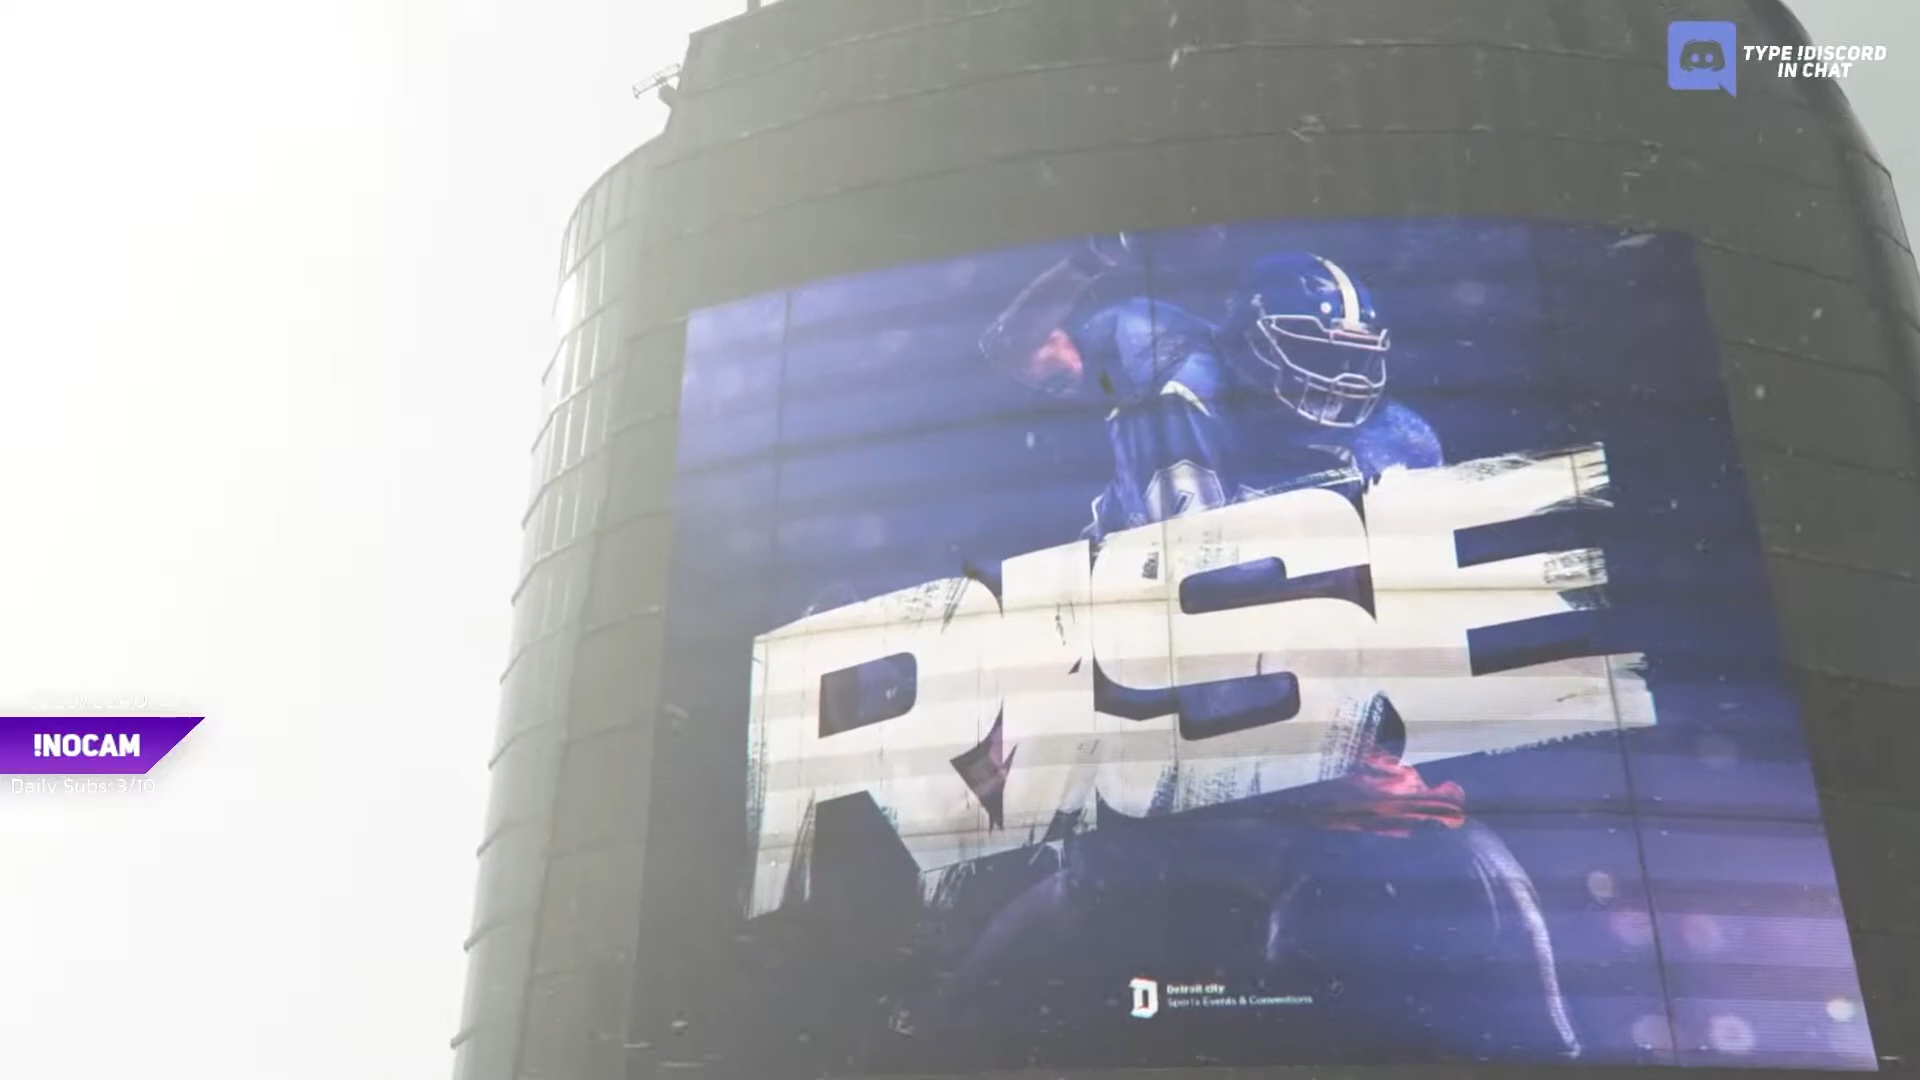 TYPE !DISCORD
IN CHAT
RISE
!NOCAM
Daily Subs: 3/10
Detroit city
Sports Events & Conventions